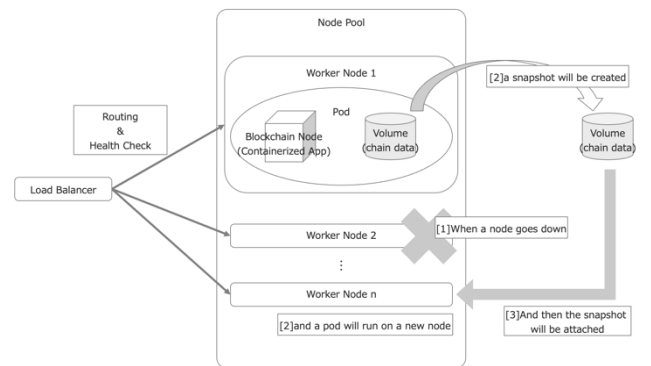 Node Pool
Worker Node 1
[2]a snapshot will be created
Pod
Routing
&
Health Check
Blockchain Node
(Containerized App)
Volume
(chain data)
Volume
(chain data)
Load Balancer
[1]When a node goes down
Worker Node 2
⋮
Worker Node n
[3]And then the snapshot
will be attached
[2]and a pod will run on a new node